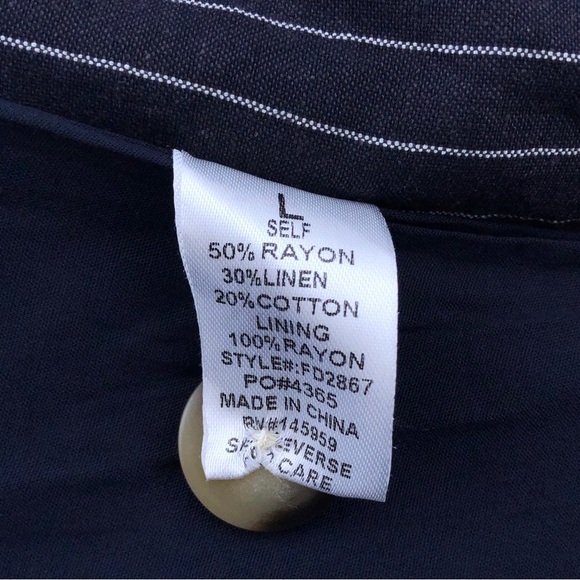 L
SELF
50% RAYON
30%LINEN
20%COTTON
LINING
100%RAYON
STYLE#:FD2867
PO#4365
MADE IN CHINA
RN#145959
CARE